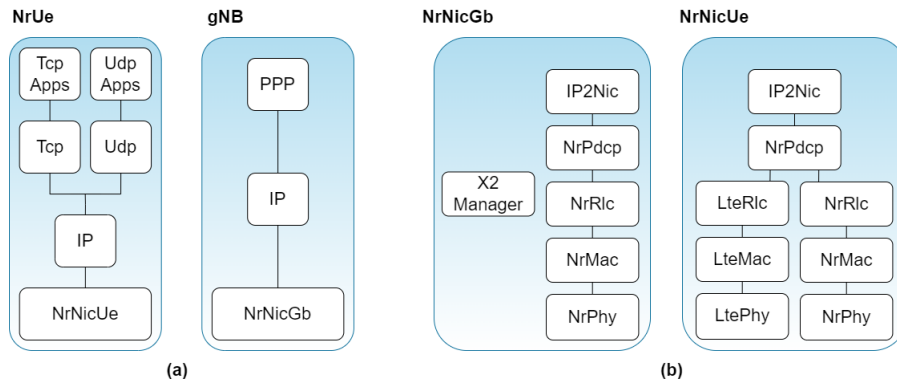 NrUe
Tcp
Apps
Udp
Apps
Tcp
Udp
IP
NrNicUe
gNB
PPP
IP
NrNicGb
(a)
NrNicGb
X2
Manager
IP2Nic
NrPdcp
NrRlc
NrMac
NrPhy
NrNicUe
IP2Nic
NrPdcp
LteRlc
NrRlc
LteMac
NrMac
LtePhy
NrPhy
(b)